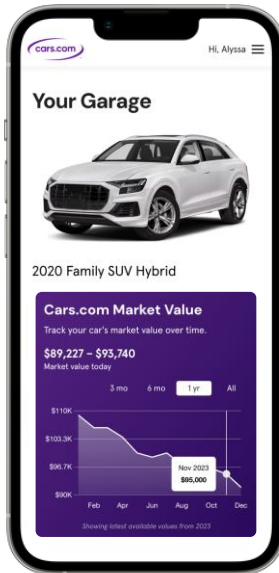 cars.com
Hi, Alyssa
Your Garage
2020 Family SUV Hybrid
Cars.com Market Value
Track your car's market value over time.
$89,227 – $93,740
Market value today
3 mo 6 mo 1 yr All
$110K
$103.3K
$96.7K
$90K
Nov 2023
$95,000
Feb Apr Jun Aug Oct Dec
Showing latest available values from 2023